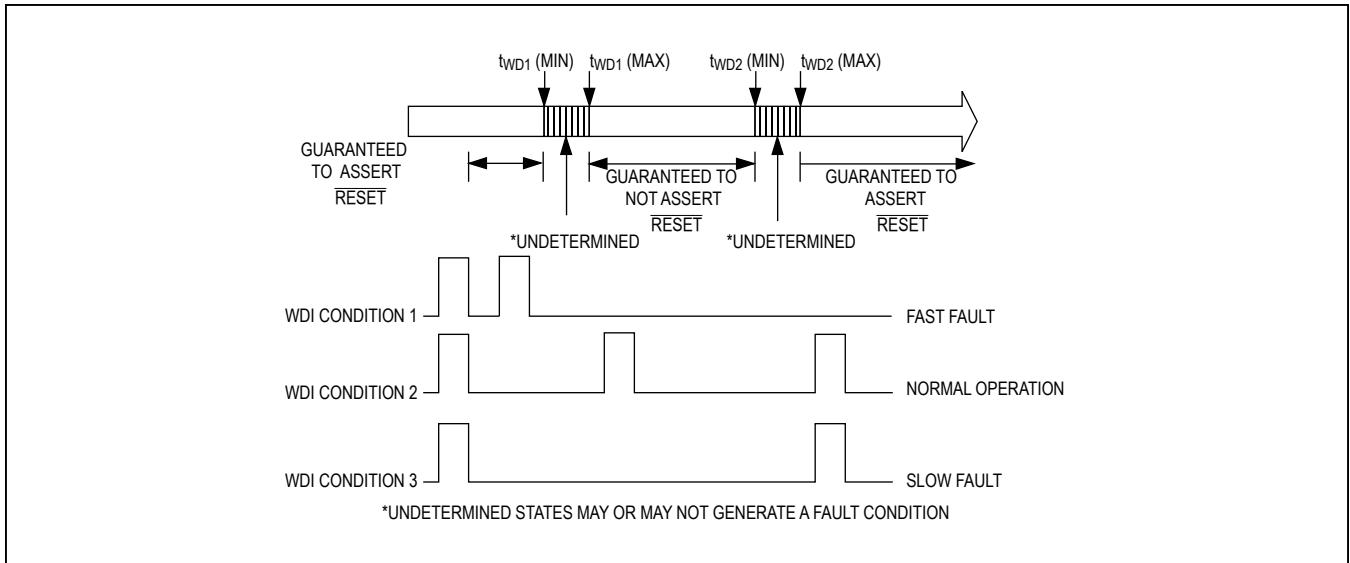 tWD1 (MIN) tWD1 (MAX) tWD2 (MIN) tWD2 (MAX)
GUARANTEED
TO ASSERT
RESET
GUARANTEED TO
NOT ASSERT
RESET
GUARANTEED TO
ASSERT
RESET
*UNDETERMINED
*UNDETERMINED
WDI CONDITION 1
FAST FAULT
WDI CONDITION 2
NORMAL OPERATION
WDI CONDITION 3
SLOW FAULT
*UNDETERMINED STATES MAY OR MAY NOT GENERATE A FAULT CONDITION